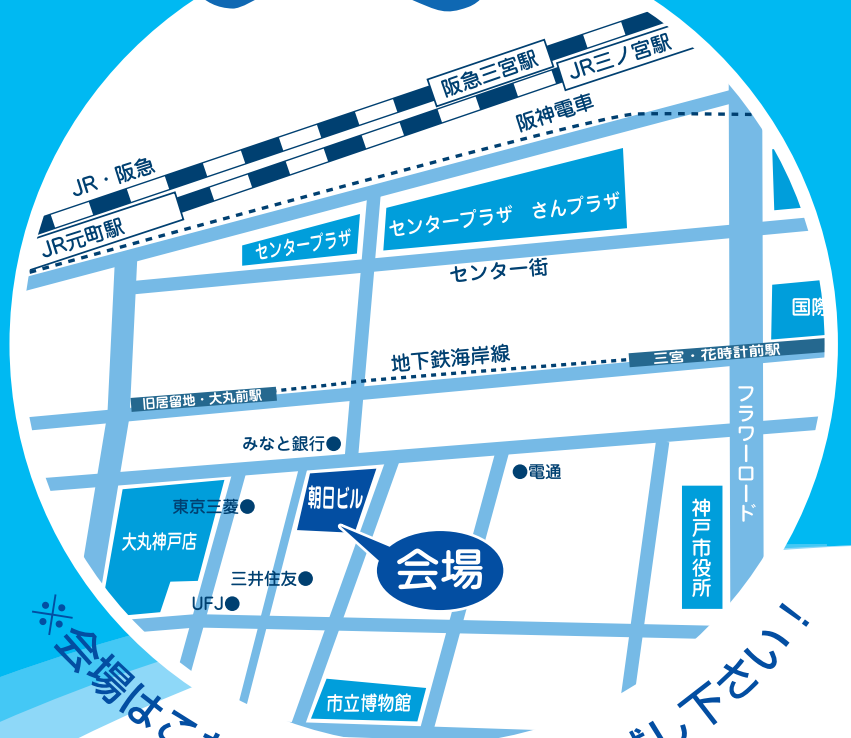 阪急三宮駅
JR三ノ宮駅
阪神電車
JR・阪急
JR元町駅
センタープラザ
センタープラザ　さんプラザ
センター街
国際
地下鉄海岸線
三宮・花時計前駅
旧居留地・大丸前駅
フラワーロード
みなと銀行
電通
東京三菱
朝日ビル
大丸神戸店
会場
神戸市役所
三井住友
UFJ
市立博物館
※会場はこ
し下さい！